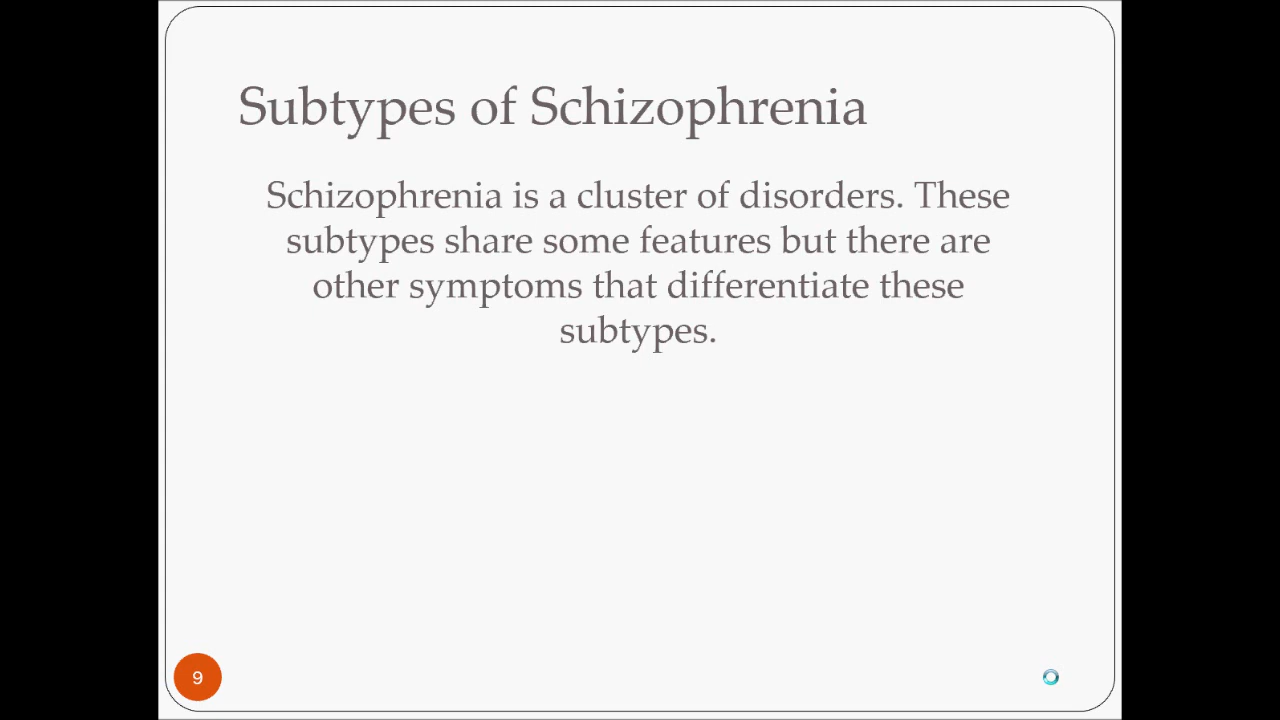 Subtypes of Schizophrenia
Schizophrenia is a cluster of disorders. These
subtypes share some features but there are
other symptoms that differentiate these
subtypes.
9